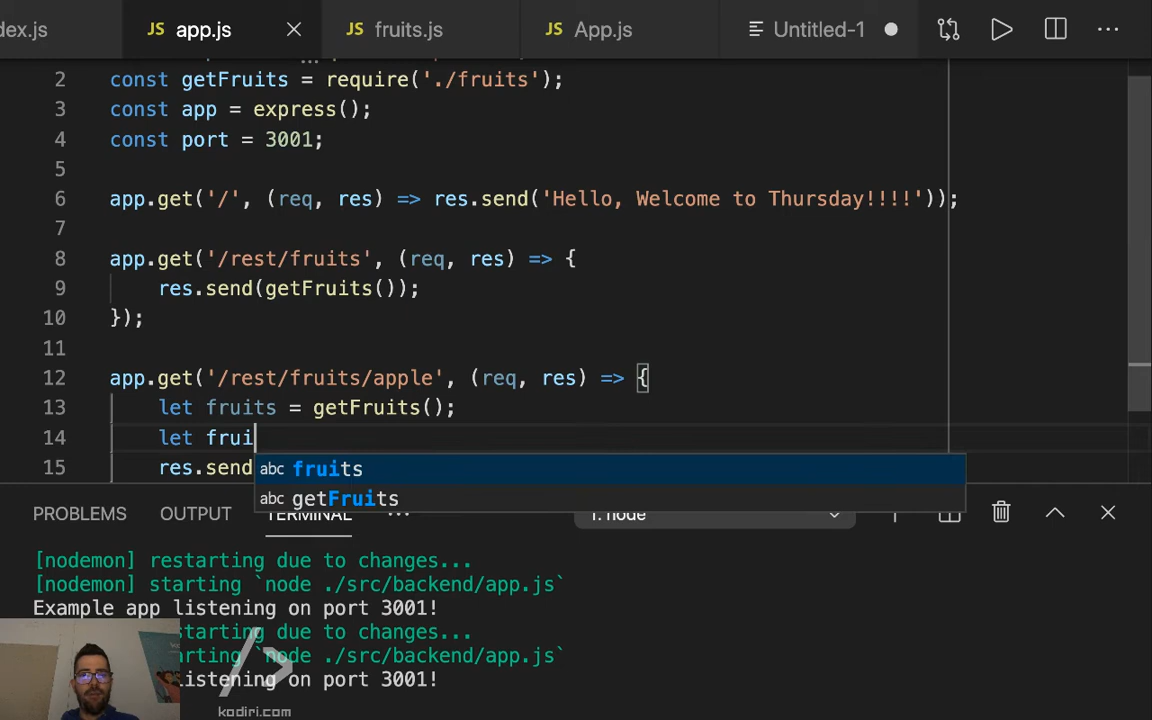 dex.js JS app.js JS fruits.js JS App.js Untitled-1
2 const getFruits = require('./fruits');
3 const app = express();
4 const port = 3001;
5
6 app.get('/', (req, res) => res.send('Hello, Welcome to Thursday!!!!'));
7
8 app.get('/rest/fruits', (req, res) => {
9 res.send(getFruits());
10 });
11
12 app.get('/rest/fruits/apple', (req, res) => {
13 let fruits = getFruits();
14 let frui
15 res.send
abc fruits
abc getFruits
PROBLEMS OUTPUT TERMINAL ... 1: node
[nodemon] restarting due to changes...
[nodemon] starting `node ./src/backend/app.js`
Example app listening on port 3001!
starting due to changes...
arting `node ./src/backend/app.js`
listening on port 3001!
kodiri.com